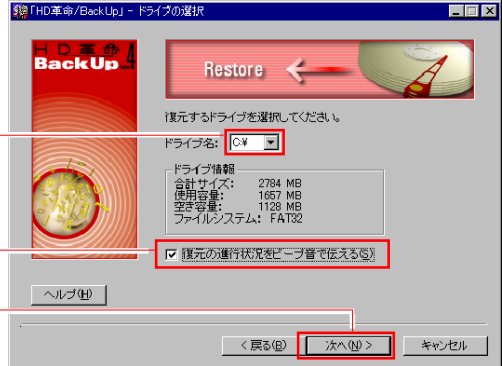 「HD革命/BackUp」 - ドライブの選択
HD革命
BackUp 4
Restore
復元するドライブを選択してください。
ドライブ名: C:¥
ドライブ情報
合計サイズ: 2784 MB
使用容量: 1657 MB
空き容量: 1128 MB
ファイルシステム: FAT32
復元の進行状況をビープ音で伝える(S)
ヘルプ(H)
< 戻る(B)
次へ(N) >
キャンセル